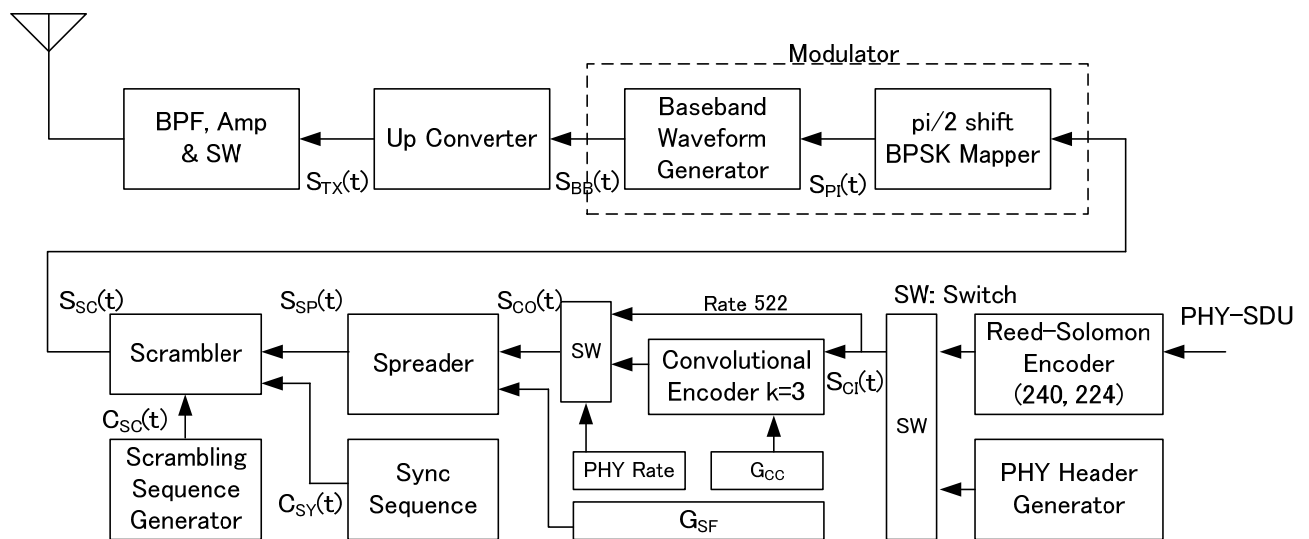 Modulator
BPF, Amp
& SW
S_TX(t)
Up Converter
S_BB(t)
Baseband
Waveform
Generator
S_PI(t)
pi/2 shift
BPSK Mapper
S_SC(t)
Scrambler
C_SC(t)
Scrambling
Sequence
Generator
S_SP(t)
C_SY(t)
Spreader
Sync
Sequence
S_CO(t)
SW
PHY Rate
G_SF
Rate 522
Convolutional
Encoder k=3
G_CC
S_CI(t)
SW: Switch
SW
Reed-Solomon
Encoder
(240, 224)
PHY Header
Generator
PHY-SDU